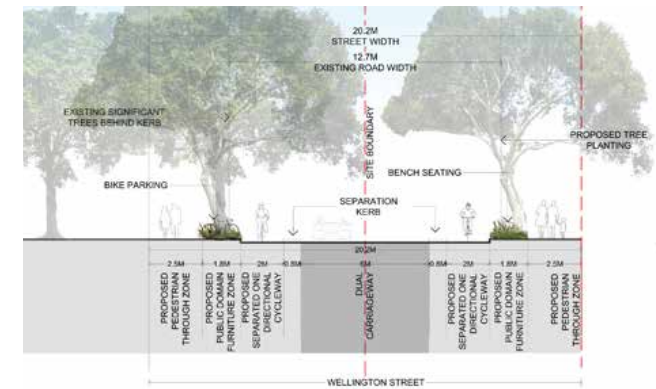 20.2M
STREET WIDTH
12.7M
EXISTING ROAD WIDTH
EXISTING SIGNIFICANT
TREES BEHIND KERB
SITE BOUNDARY
PROPOSED TREE
PLANTING
BENCH SEATING
BIKE PARKING
SEPARATION
KERB
20.2M
2.5M
1.8M
2M
0.8M
6M
0.8M
2M
1.8M
2.5M
PROPOSED
PEDESTRIAN
THROUGH ZONE
PROPOSED
PUBLIC DOMAIN
FURNITURE ZONE
PROPOSED
SEPARATED ONE
DIRECTIONAL
CYCLEWAY
DUAL
CARRIAGEWAY
PROPOSED
SEPARATED ONE
DIRECTIONAL
CYCLEWAY
PROPOSED
PUBLIC DOMAIN
FURNITURE ZONE
PROPOSED
PEDESTRIAN
THROUGH ZONE
WELLINGTON STREET